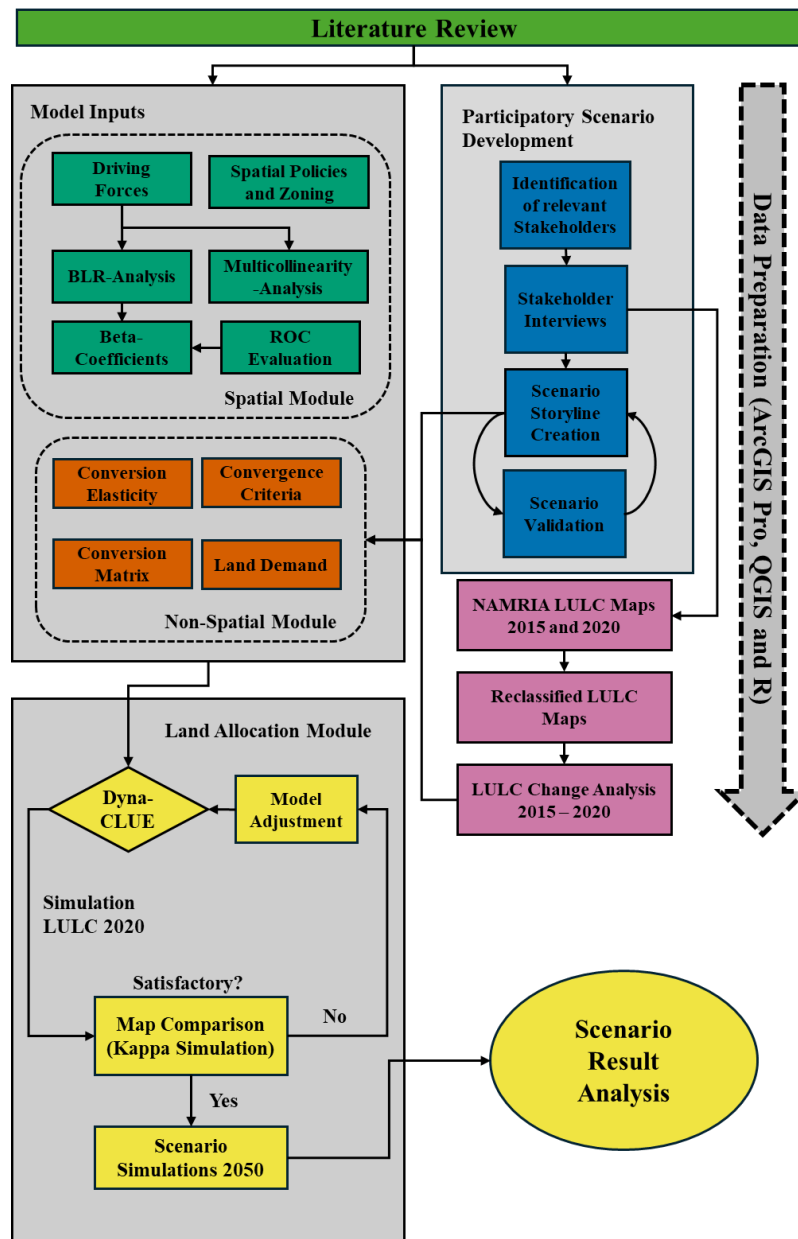 Literature Review
Model Inputs
Driving
Forces
Spatial Policies
and Zoning
BLR-Analysis
Multicollinearity
-Analysis
Beta-
Coefficients
ROC
Evaluation
Spatial Module
Conversion
Elasticity
Convergence
Criteria
Conversion
Matrix
Land Demand
Non-Spatial Module
Participatory Scenario
Development
Identification
of relevant
Stakeholders
Stakeholder
Interviews
Scenario
Storyline
Creation
Scenario
Validation
NAMRIA LULC Maps
2015 and 2020
Reclassified LULC
Maps
LULC Change Analysis
2015 – 2020
Data Preparation (ArcGIS Pro, QGIS and R)
Land Allocation Module
Dyna-
CLUE
Model
Adjustment
Simulation
LULC 2020
Satisfactory?
Map Comparison
(Kappa Simulation)
No
Yes
Scenario
Simulations 2050
Scenario
Result
Analysis